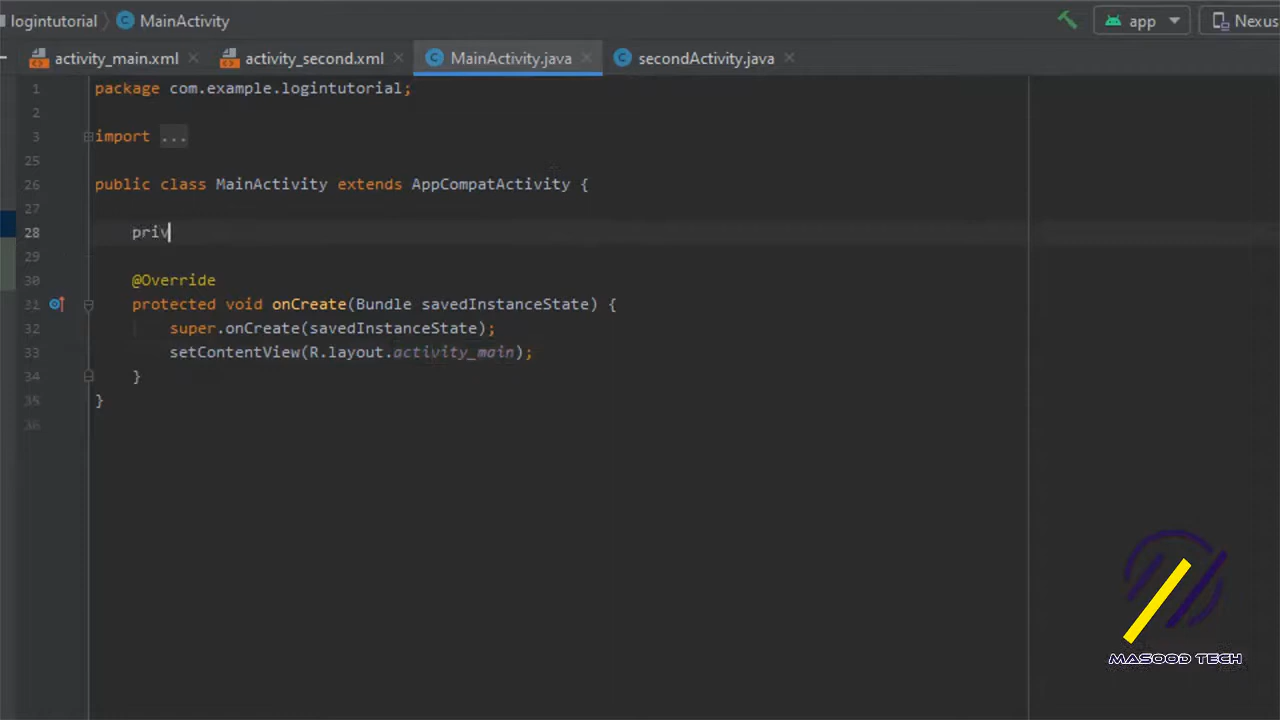 logintutorial MainActivity app Nexus
activity_main.xml activity_second.xml MainActivity.java secondActivity.java
1 package com.example.logintutorial;
2
3 import ...
25
26 public class MainActivity extends AppCompatActivity {
27
28 priv
29
30 @Override
31 protected void onCreate(Bundle savedInstanceState) {
32 super.onCreate(savedInstanceState);
33 setContentView(R.layout.activity_main);
34 }
35 }
36
MASOOD TECH